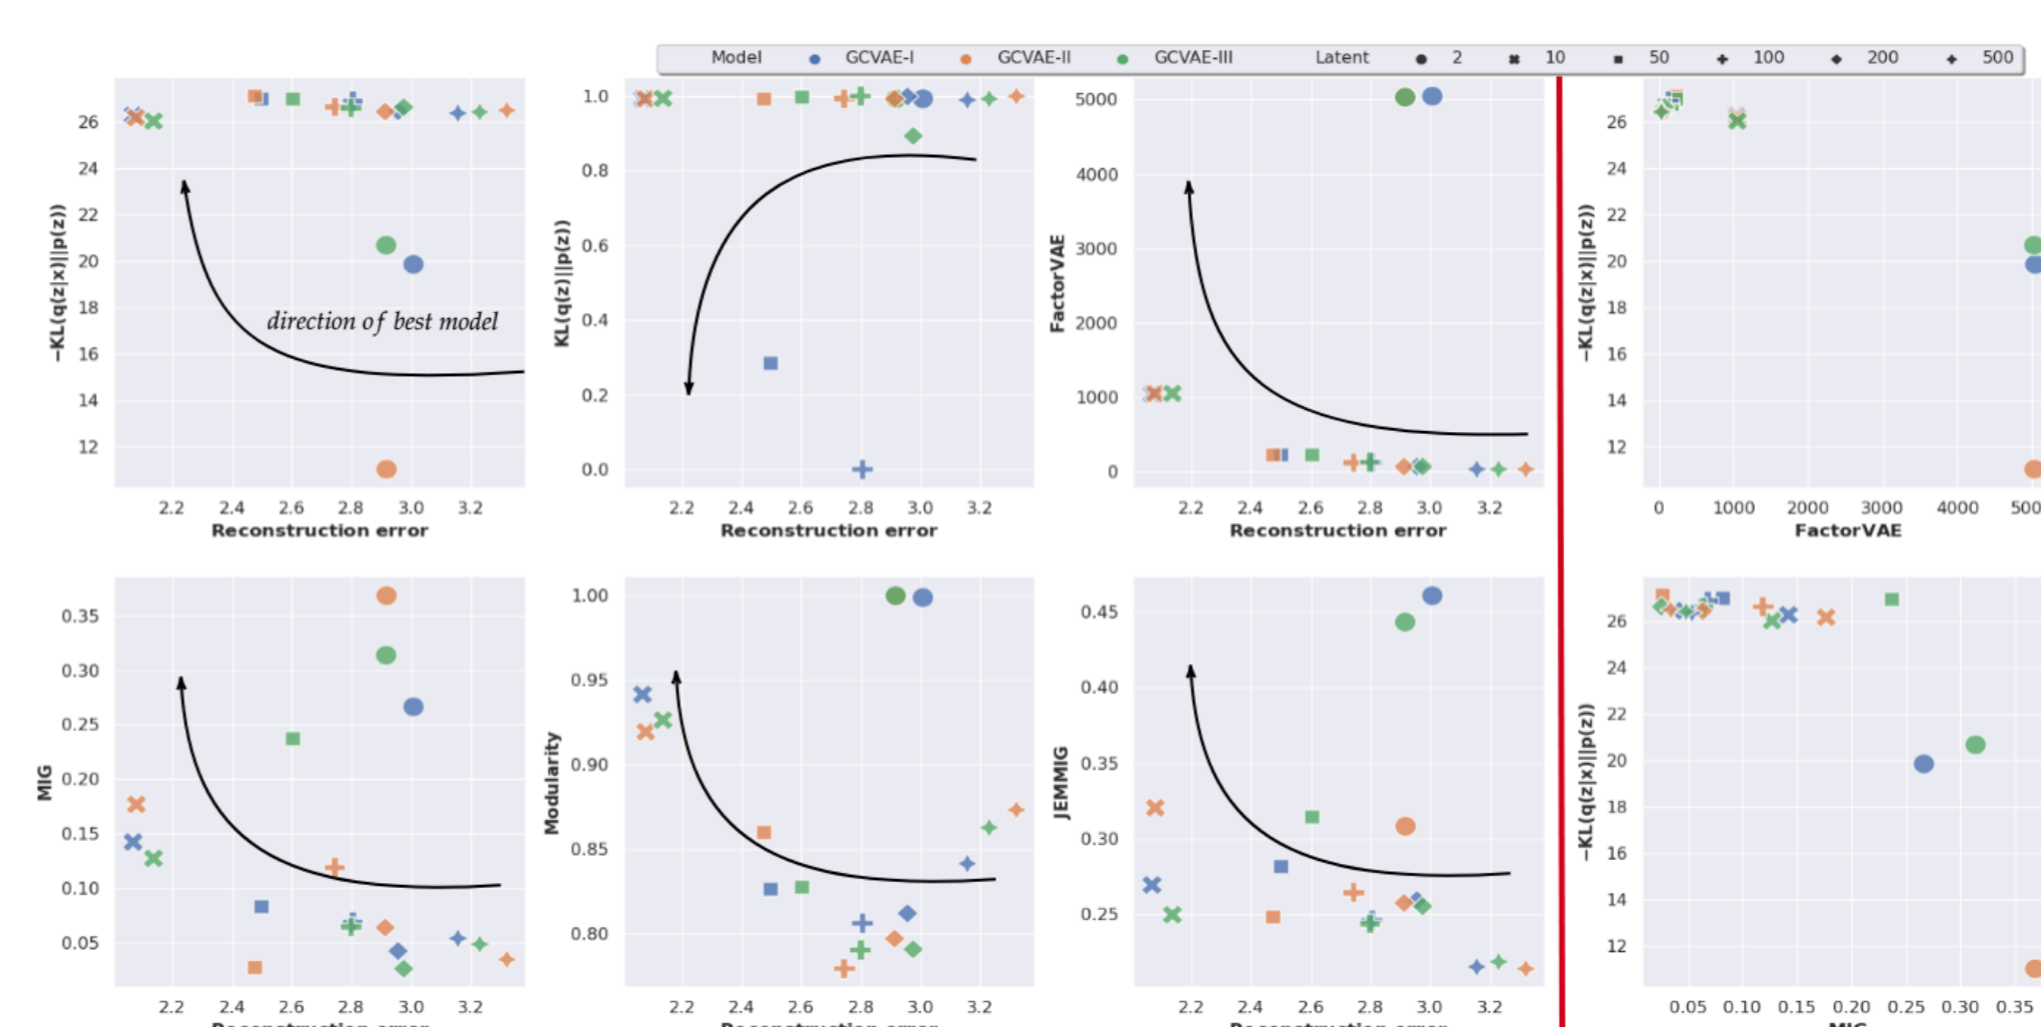 Model GCVAE-I GCVAE-II GCVAE-III Latent 2 10 50 100 200 500
−KL(q(z|x)||p(z))
26
24
22
20
18
16
14
12
direction of best model
2.2 2.4 2.6 2.8 3.0 3.2
Reconstruction error
KL(q(z)||p(z))
1.0
0.8
0.6
0.4
0.2
0.0
2.2 2.4 2.6 2.8 3.0 3.2
Reconstruction error
FactorVAE
5000
4000
3000
2000
1000
0
2.2 2.4 2.6 2.8 3.0 3.2
Reconstruction error
−KL(q(z|x)||p(z))
26
24
22
20
18
16
14
12
0 1000 2000 3000 4000 500
FactorVAE
MIG
0.35
0.30
0.25
0.20
0.15
0.10
0.05
2.2 2.4 2.6 2.8 3.0 3.2
Reconstruction error
Modularity
1.00
0.95
0.90
0.85
0.80
2.2 2.4 2.6 2.8 3.0 3.2
Reconstruction error
JEMMIG
0.45
0.40
0.35
0.30
0.25
2.2 2.4 2.6 2.8 3.0 3.2
Reconstruction error
−KL(q(z|x)||p(z))
26
24
22
20
18
16
14
12
0.05 0.10 0.15 0.20 0.25 0.30 0.35
MIG